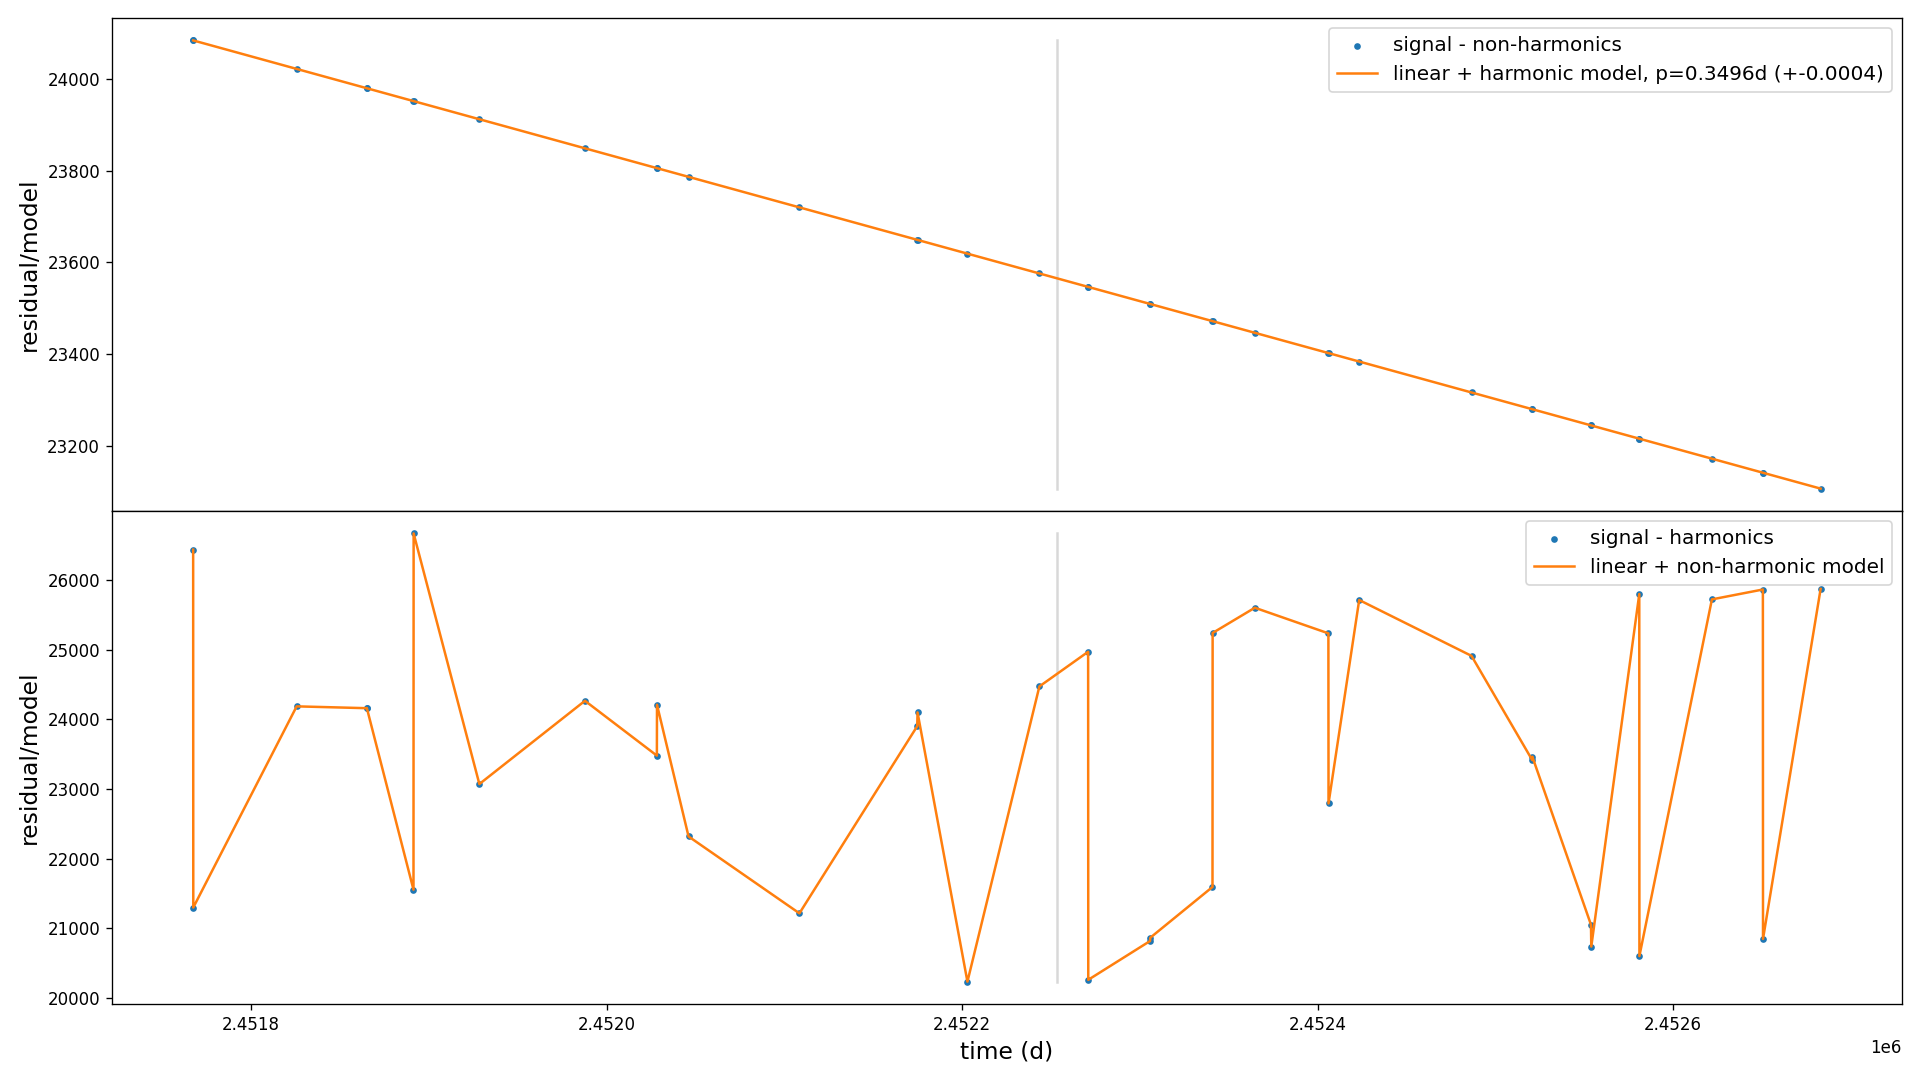 signal - non-harmonics
linear + harmonic model, p=0.3496d (+-0.0004)
24000
23800
23600
23400
23200
residual/model
signal - harmonics
linear + non-harmonic model
26000
25000
24000
23000
22000
21000
20000
residual/model
2.4518 2.4520 2.4522 2.4524 2.4526
time (d)
1e6